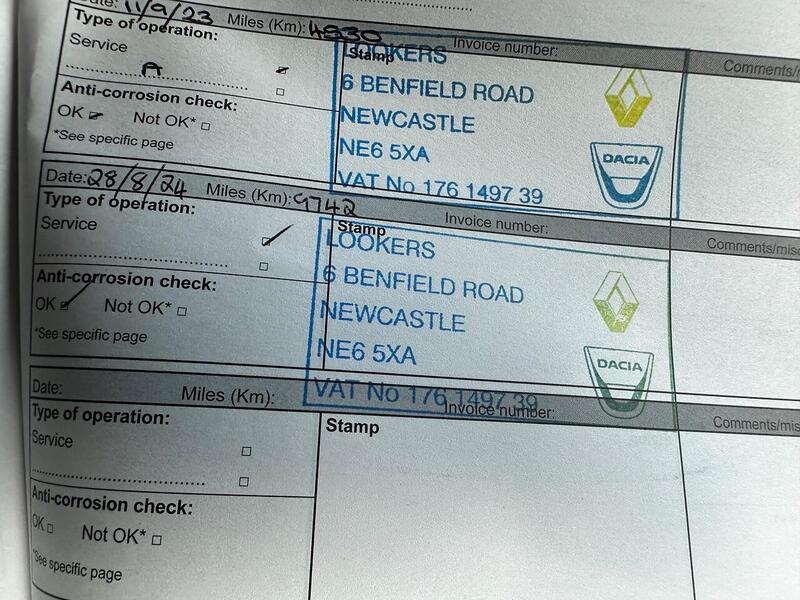 Date: 11/9/23 Miles (Km): 4930 Invoice number: Comments/m
Type of operation: Stamp
Service
A
Anti-corrosion check:
OK Not OK*
*See specific page
LOOKERS
6 BENFIELD ROAD
NEWCASTLE
NE6 5XA
VAT No 176 1497 39
DACIA
Date: 28/8/24 Miles (Km): 9742 Invoice number: Comments/misc
Type of operation: Stamp
Service
Anti-corrosion check:
OK Not OK*
*See specific page
LOOKERS
6 BENFIELD ROAD
NEWCASTLE
NE6 5XA
VAT No 176 1497 39
DACIA
Date: Miles (Km): Invoice number: Comments/mis
Type of operation: Stamp
Service
Anti-corrosion check:
OK Not OK*
*See specific page